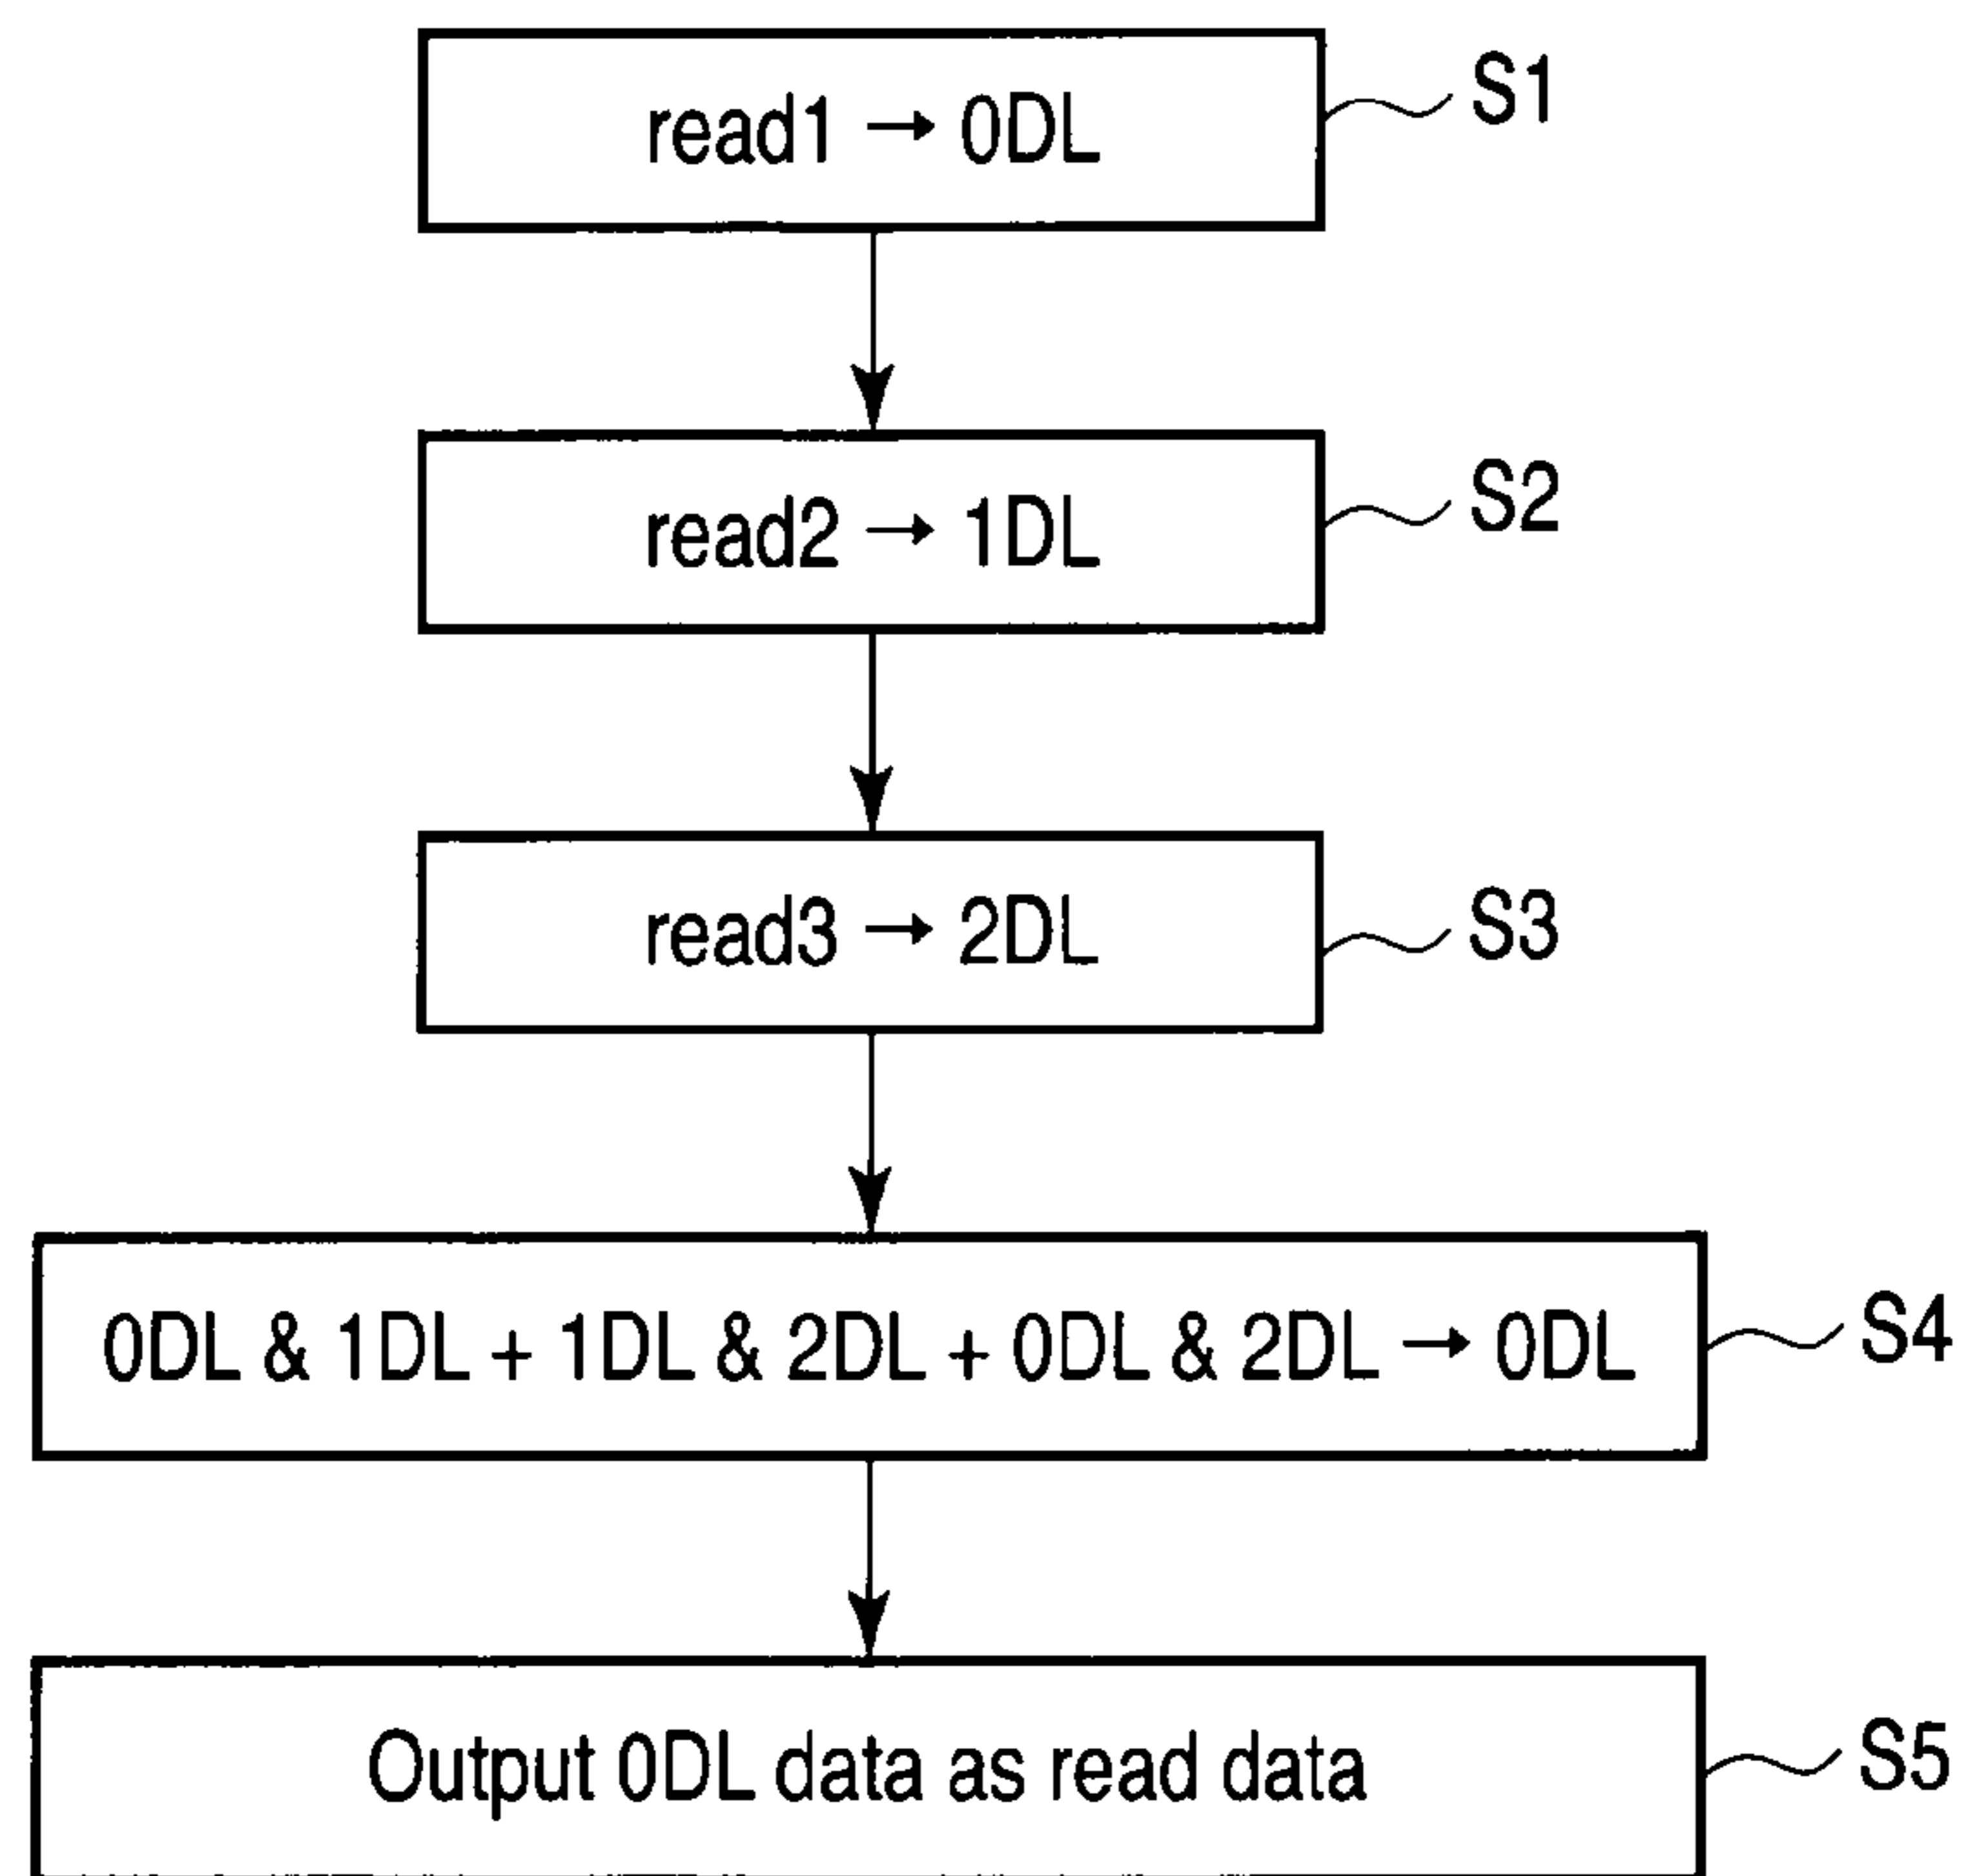 read1 → 0DL
S1
read2 → 1DL
S2
read3 → 2DL
S3
0DL & 1DL + 1DL & 2DL + 0DL & 2DL → 0DL
S4
Output 0DL data as read data
S5